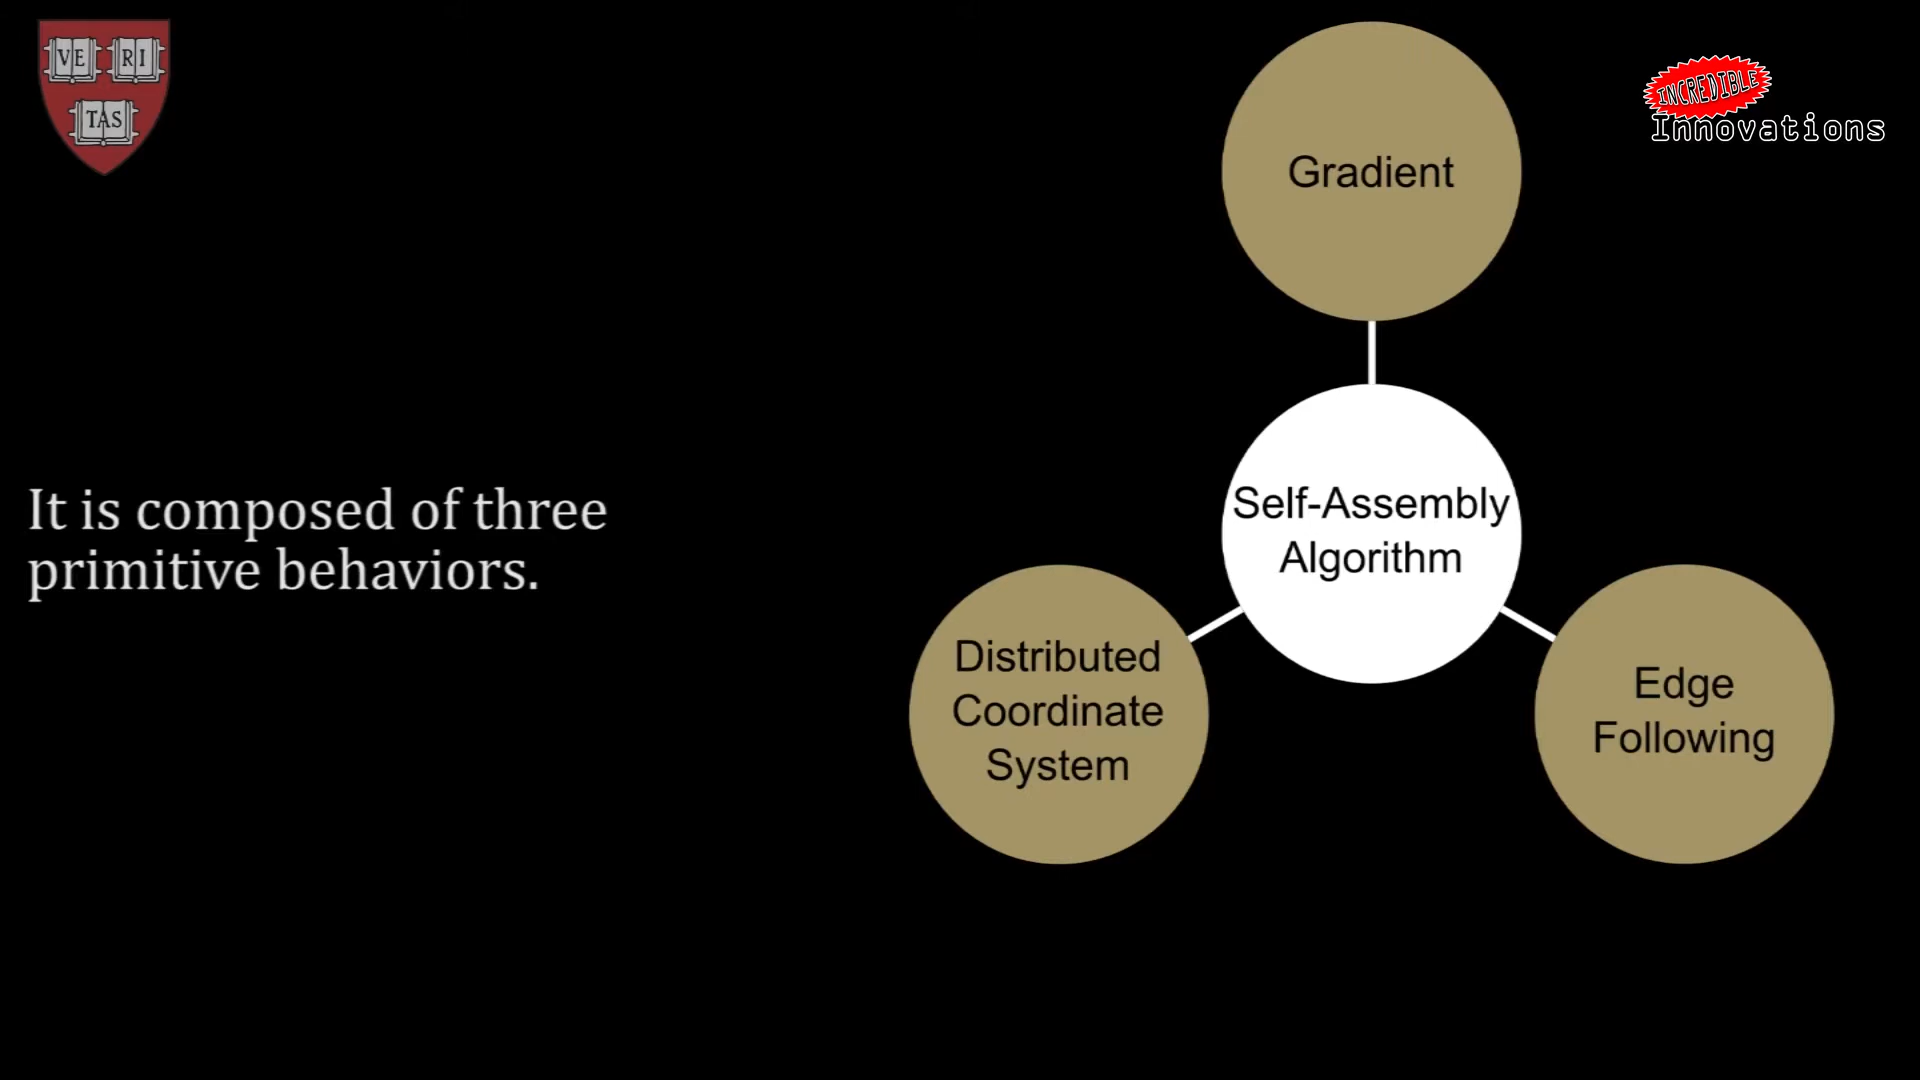 VE RI
TAS
INCREDIBLE
Innovations
Gradient
It is composed of three
primitive behaviors.
Self-Assembly
Algorithm
Distributed
Coordinate
System
Edge
Following